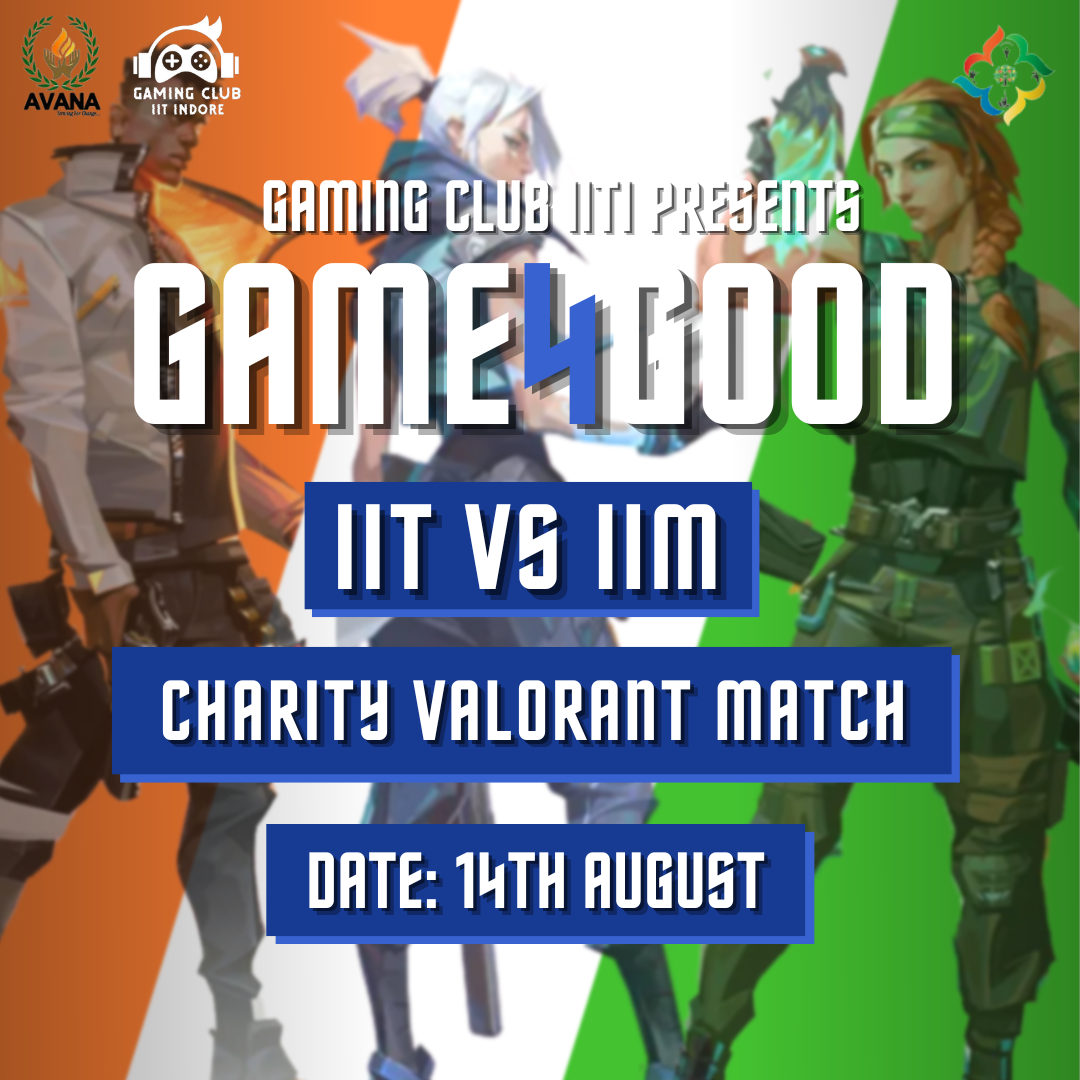 AVANA
GAMING CLUB
IIT INDORE
GAMING CLUB IITI PRESENTS
GAME4GOOD
IIT VS IIM
CHARITY VALORANT MATCH
DATE: 14TH AUGUST